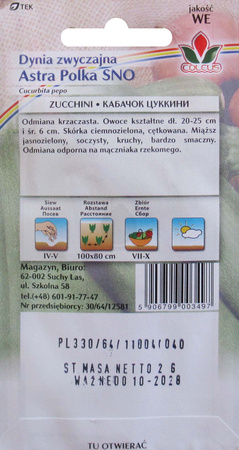 TEK
jakość
WE
Dynia zwyczajna
Astra Polka SNO
Cucurbita pepo
COLEUS
ZUCCHINI • КАБАЧОК ЦУККИНИ
Odmiana krzaczasta. Owoce kształtne dł. 20-25 cm
i śr. 6 cm. Skórka ciemnozielona, cętkowana. Miąższ
jasnozielony, soczysty, kruchy, bardzo smaczny.
Odmiana odporna na mączniaka rzekomego.
Siew
Aussaat
Посев
Rozstawa
Abstand
Расстояние
Zbiór
Ernte
Сбор
IV-V
100x80 cm
VII-X
Magazyn, Biuro:
62-002 Suchy Las,
ul. Szkolna 58
tel.(+48) 601-91-77-47
Nr przedsiębiorcy: 30/64/12581
5 906799 003497
PL330/64/11004/040
ST MASA NETTO 2 G
WAŻNE DO 10-2028
TU OTWIERAĆ